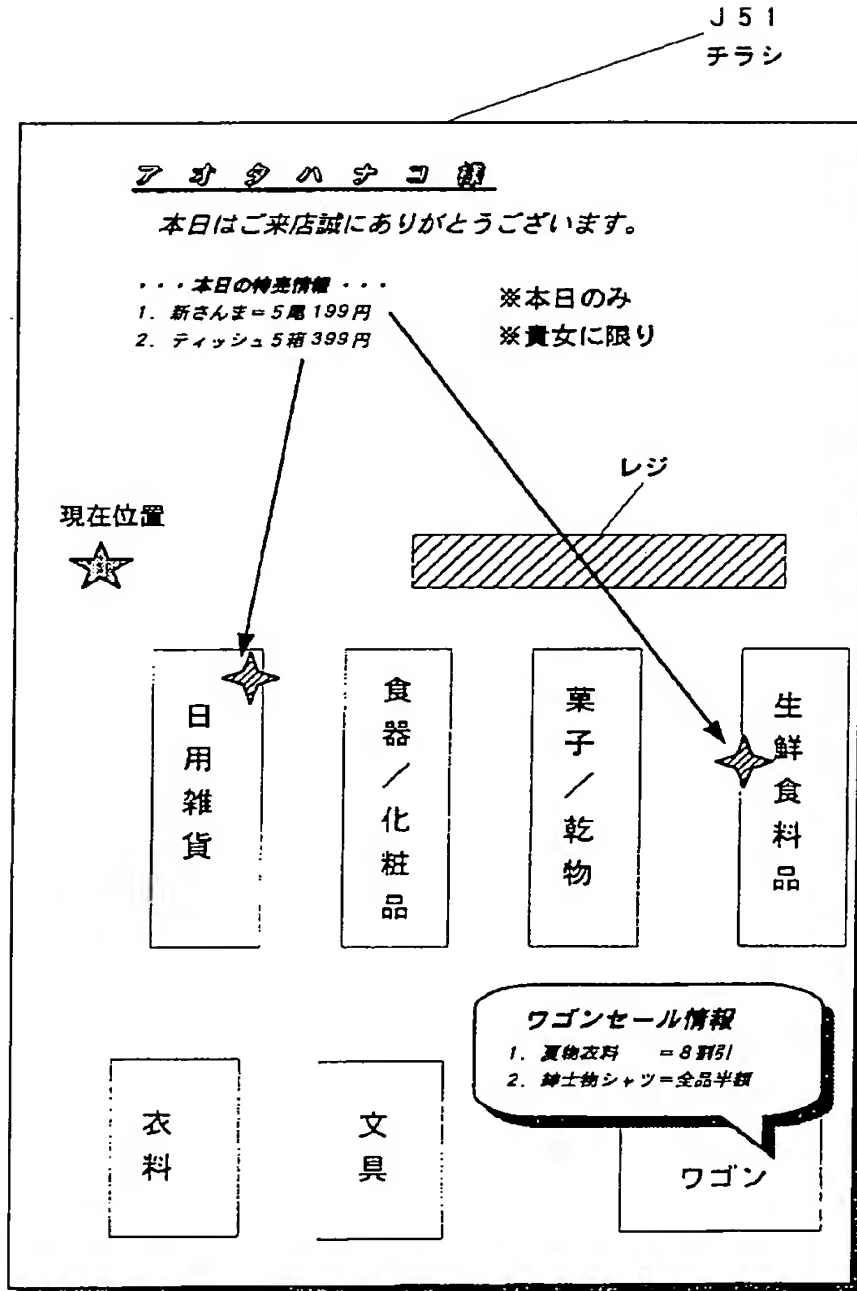 J51
チラシ
アオタハナコ様
本日はご来店誠にありがとうございます。
・・・本日の特売情報・・・
1. 新さんま=5尾199円
2. ティッシュ5箱399円
※本日のみ
※貴女に限り
レジ
現在位置
日用雑貨
食器/化粧品
菓子/乾物
生鮮食料品
ワゴンセール情報
1. 夏物衣料 =8割引
2. 紳士物シャツ=全品半額
衣料
文具
ワゴン